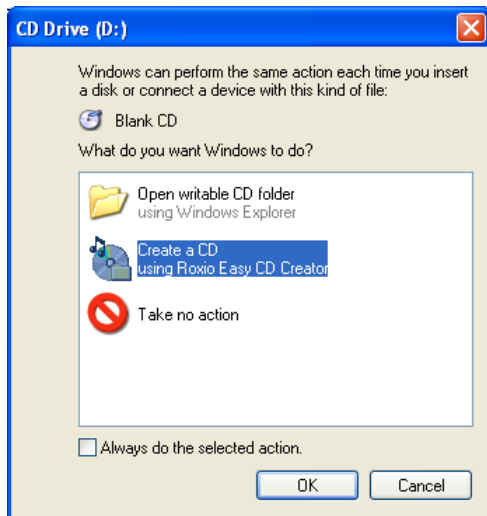 CD Drive (D:)
Windows can perform the same action each time you insert
a disk or connect a device with this kind of file:
Blank CD
What do you want Windows to do?
Open writable CD folder
using Windows Explorer
Create a CD
using Roxio Easy CD Creator
Take no action
Always do the selected action.
OK
Cancel